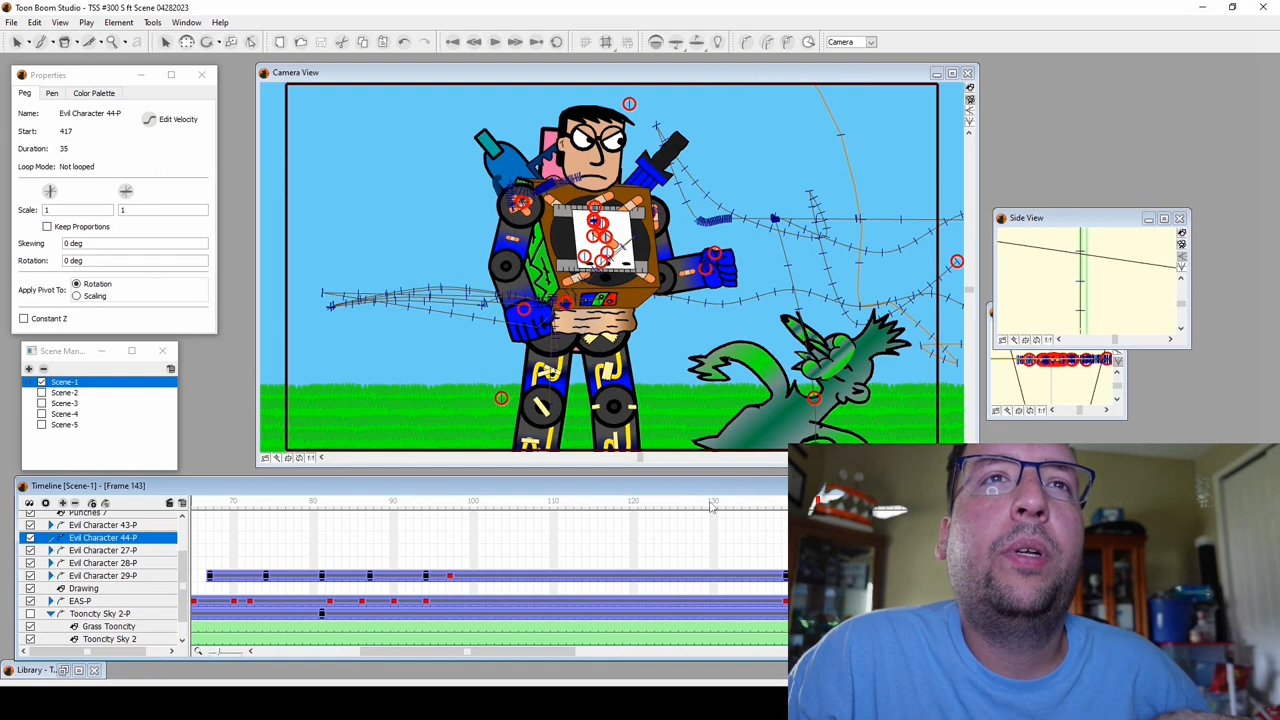 Toon Boom Studio - TSS #300 S ft Scene 04282023
File Edit View Play Element Tools Window Help
Camera
Properties
Peg Pen Color Palette
Name: Evil Character 44-P
Edit Velocity
Start: 417
Duration: 35
Loop Mode: Not looped
Scale: 1 1
Keep Proportions
Skewing 0 deg
Rotation: 0 deg
Apply Pivot To: Rotation
Scaling
Constant Z
Camera View
Side View
Scene Man...
Scene-1
Scene-2
Scene-3
Scene-4
Scene-5
Timeline [Scene-1] - [Frame 143]
70 80 90 100 110 120 130
Punches 7
Evil Character 43-P
Evil Character 44-P
Evil Character 27-P
Evil Character 28-P
Evil Character 29-P
Drawing
EAS-P
Tooncity Sky 2-P
Grass Tooncity
Tooncity Sky 2
Library - T...